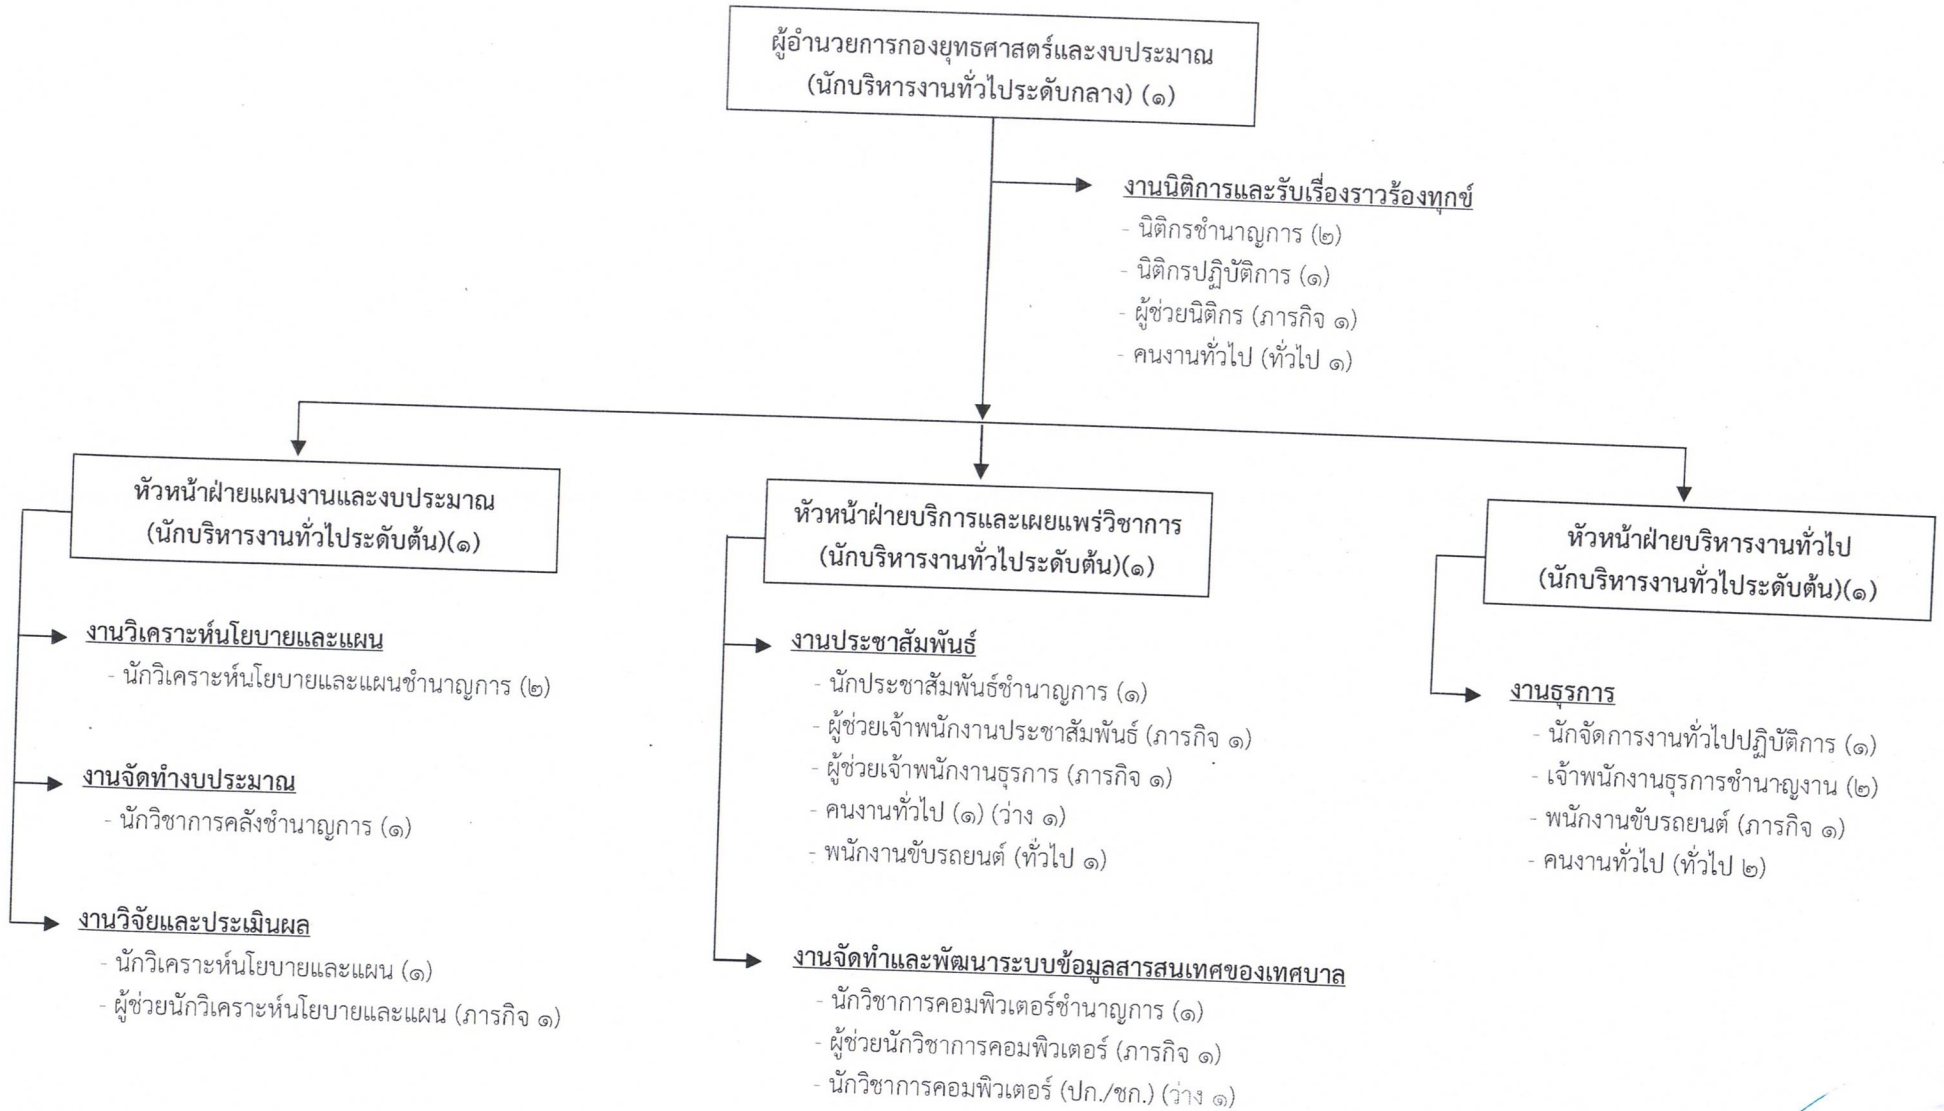 ผู้อำนวยการกองยุทธศาสตร์และงบประมาณ
(นักบริหารงานทั่วไประดับกลาง) (๑)
งานนิติการและรับเรื่องราวร้องทุกข์
- นิติกรชำนาญการ (๒)
- นิติกรปฏิบัติการ (๑)
- ผู้ช่วยนิติกร (ภารกิจ ๑)
- คนงานทั่วไป (ทั่วไป ๑)
หัวหน้าฝ่ายแผนงานและงบประมาณ
(นักบริหารงานทั่วไประดับต้น)(๑)
งานวิเคราะห์นโยบายและแผน
- นักวิเคราะห์นโยบายและแผนชำนาญการ (๒)
งานจัดทำงบประมาณ
- นักวิชาการคลังชำนาญการ (๑)
งานวิจัยและประเมินผล
- นักวิเคราะห์นโยบายและแผน (๑)
- ผู้ช่วยนักวิเคราะห์นโยบายและแผน (ภารกิจ ๑)
หัวหน้าฝ่ายบริการและเผยแพร่วิชาการ
(นักบริหารงานทั่วไประดับต้น)(๑)
งานประชาสัมพันธ์
- นักประชาสัมพันธ์ชำนาญการ (๑)
- ผู้ช่วยเจ้าพนักงานประชาสัมพันธ์ (ภารกิจ ๑)
- ผู้ช่วยเจ้าพนักงานธุรการ (ภารกิจ ๑)
- คนงานทั่วไป (๑) (ว่าง ๑)
- พนักงานขับรถยนต์ (ทั่วไป ๑)
งานจัดทำและพัฒนาระบบข้อมูลสารสนเทศของเทศบาล
- นักวิชาการคอมพิวเตอร์ชำนาญการ (๑)
- ผู้ช่วยนักวิชาการคอมพิวเตอร์ (ภารกิจ ๑)
- นักวิชาการคอมพิวเตอร์ (ปก./ชก.) (ว่าง ๑)
หัวหน้าฝ่ายบริหารงานทั่วไป
(นักบริหารงานทั่วไประดับต้น)(๑)
งานธุรการ
- นักจัดการงานทั่วไปปฏิบัติการ (๑)
- เจ้าพนักงานธุรการชำนาญงาน (๒)
- พนักงานขับรถยนต์ (ภารกิจ ๑)
- คนงานทั่วไป (ทั่วไป ๒)